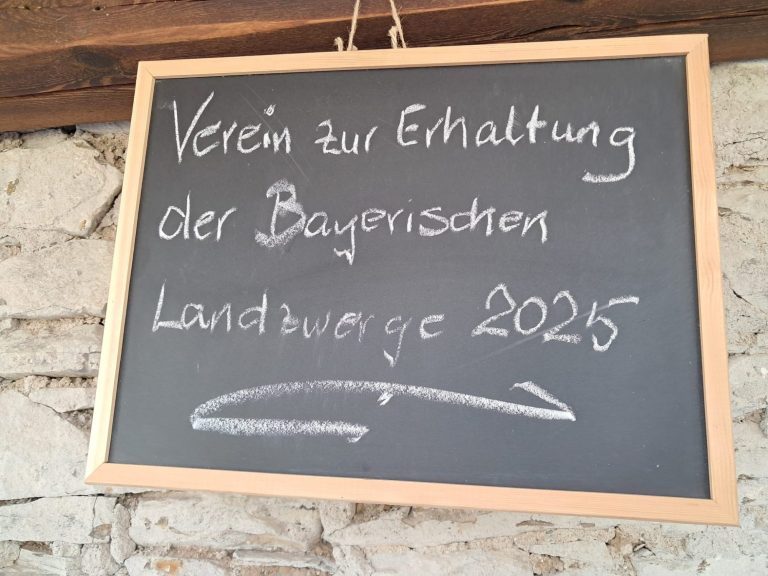 Verein zur Erhaltung
der Bayerischen
Landzwerge 2025